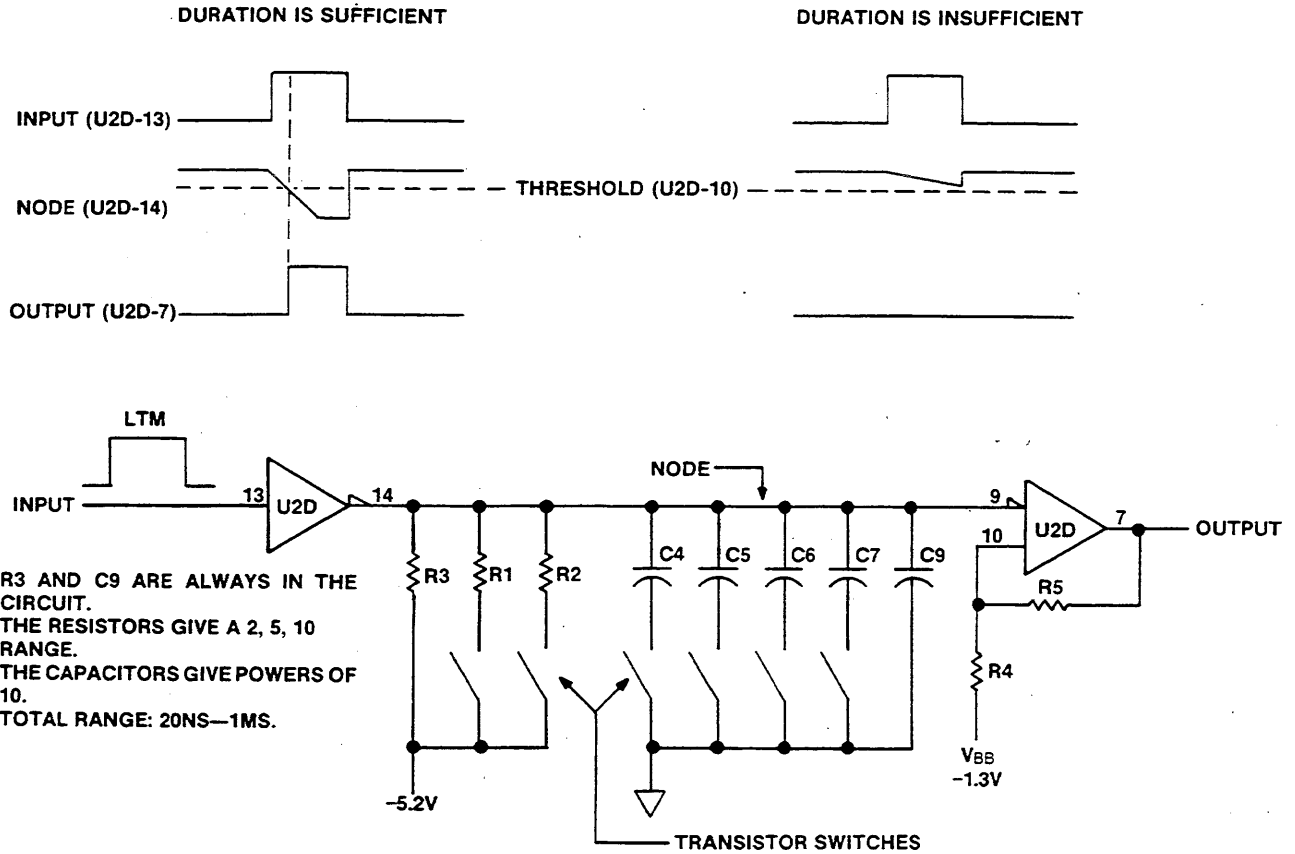 DURATION IS SUFFICIENT
DURATION IS INSUFFICIENT
INPUT (U2D-13)
THRESHOLD (U2D-10)
NODE (U2D-14)
OUTPUT (U2D-7)
LTM
INPUT
13
U2D
14
NODE
9
10
U2D
7
OUTPUT
R3
R1
R2
C4
C5
C6
C7
C9
R5
R4
R3 AND C9 ARE ALWAYS IN THE
CIRCUIT.
THE RESISTORS GIVE A 2, 5, 10
RANGE.
THE CAPACITORS GIVE POWERS OF
10.
TOTAL RANGE: 20NS—1MS.
-5.2V
VBB
-1.3V
TRANSISTOR SWITCHES